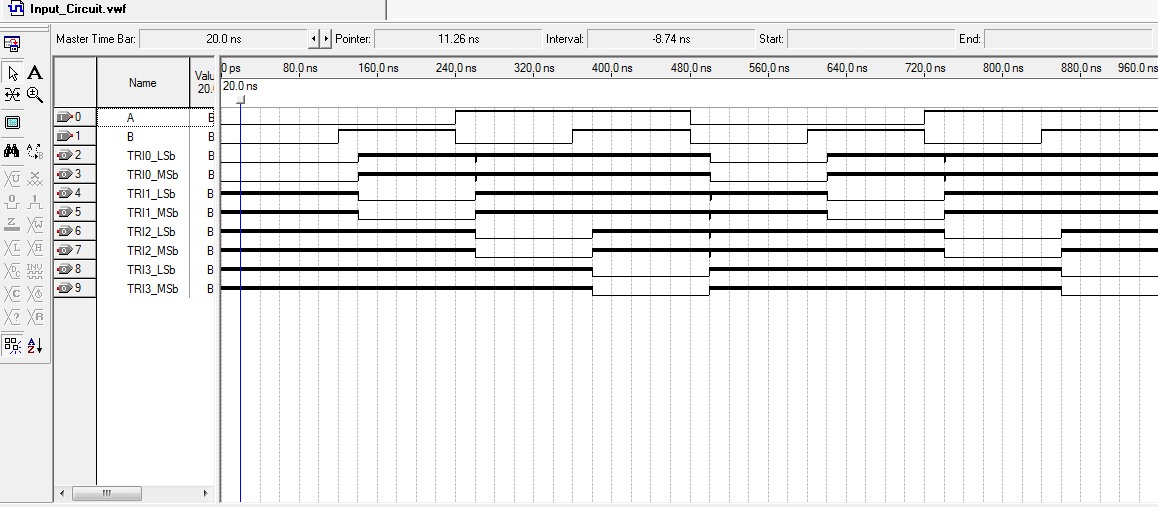 Input_Circuit.vwf
Master Time Bar: 20.0 ns Pointer: 11.26 ns Interval: -8.74 ns Start: End:
Name Valu 20.
0 ps 80.0 ns 160.0 ns 240.0 ns 320.0 ns 400.0 ns 480.0 ns 560.0 ns 640.0 ns 720.0 ns 800.0 ns 880.0 ns 960.0 ns
20.0 ns
0 A B
1 B B
2 TRI0_LSb B
3 TRI0_MSb B
4 TRI1_LSb B
5 TRI1_MSb B
6 TRI2_LSb B
7 TRI2_MSb B
8 TRI3_LSb B
9 TRI3_MSb B